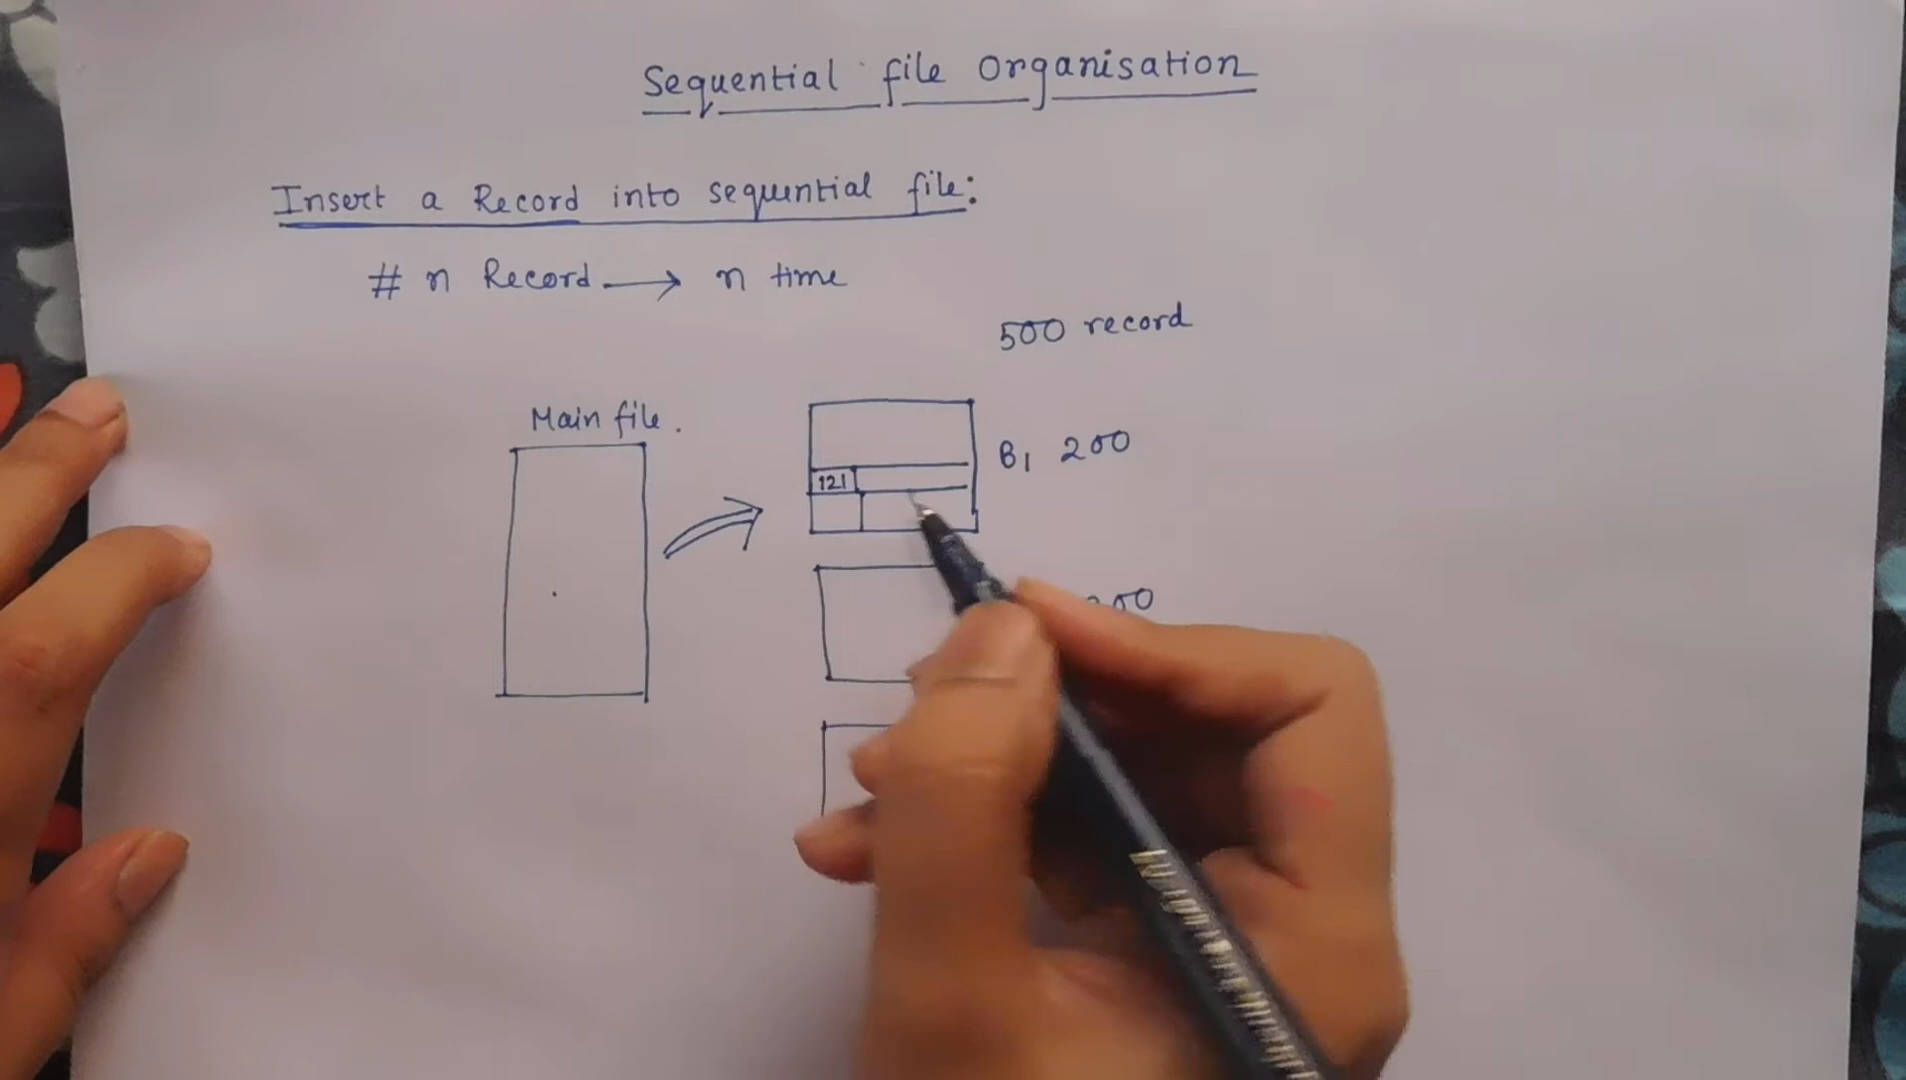 Sequential file Organisation
Insert a Record into sequential file:
# n Record → n time
500 record
Main file.
B1 200
121